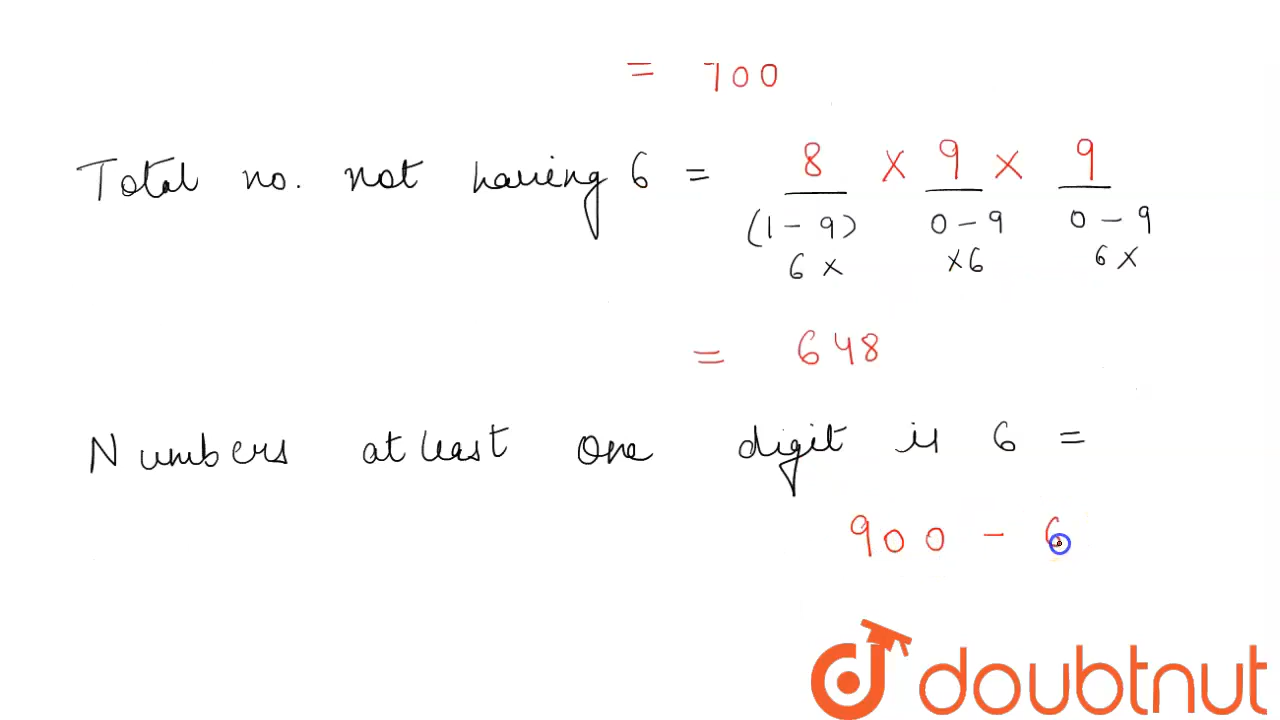 = 700
Total no. not having 6 = 8 × 9 × 9
(1 - 9) 0 - 9 0 - 9
6 × × 6 6 ×
= 648
Numbers atleast one digit is 6 =
900 - 6
doubtnut